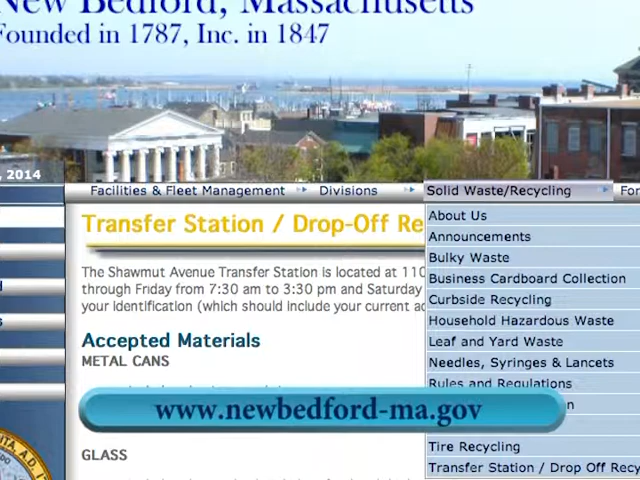 New Bedford, Massachusetts
Founded in 1787, Inc. in 1847
, 2014
Facilities & Fleet Management Divisions Solid Waste/Recycling For
Transfer Station / Drop-Off Re
About Us
Announcements
Bulky Waste
Business Cardboard Collection
Curbside Recycling
Household Hazardous Waste
Leaf and Yard Waste
Needles, Syringes & Lancets
Rules and Regulations
Tire Recycling
Transfer Station / Drop Off Recy
The Shawmut Avenue Transfer Station is located at 110
through Friday from 7:30 am to 3:30 pm and Saturday
your identification (which should include your current ad
Accepted Materials
METAL CANS
www.newbedford-ma.gov
GLASS